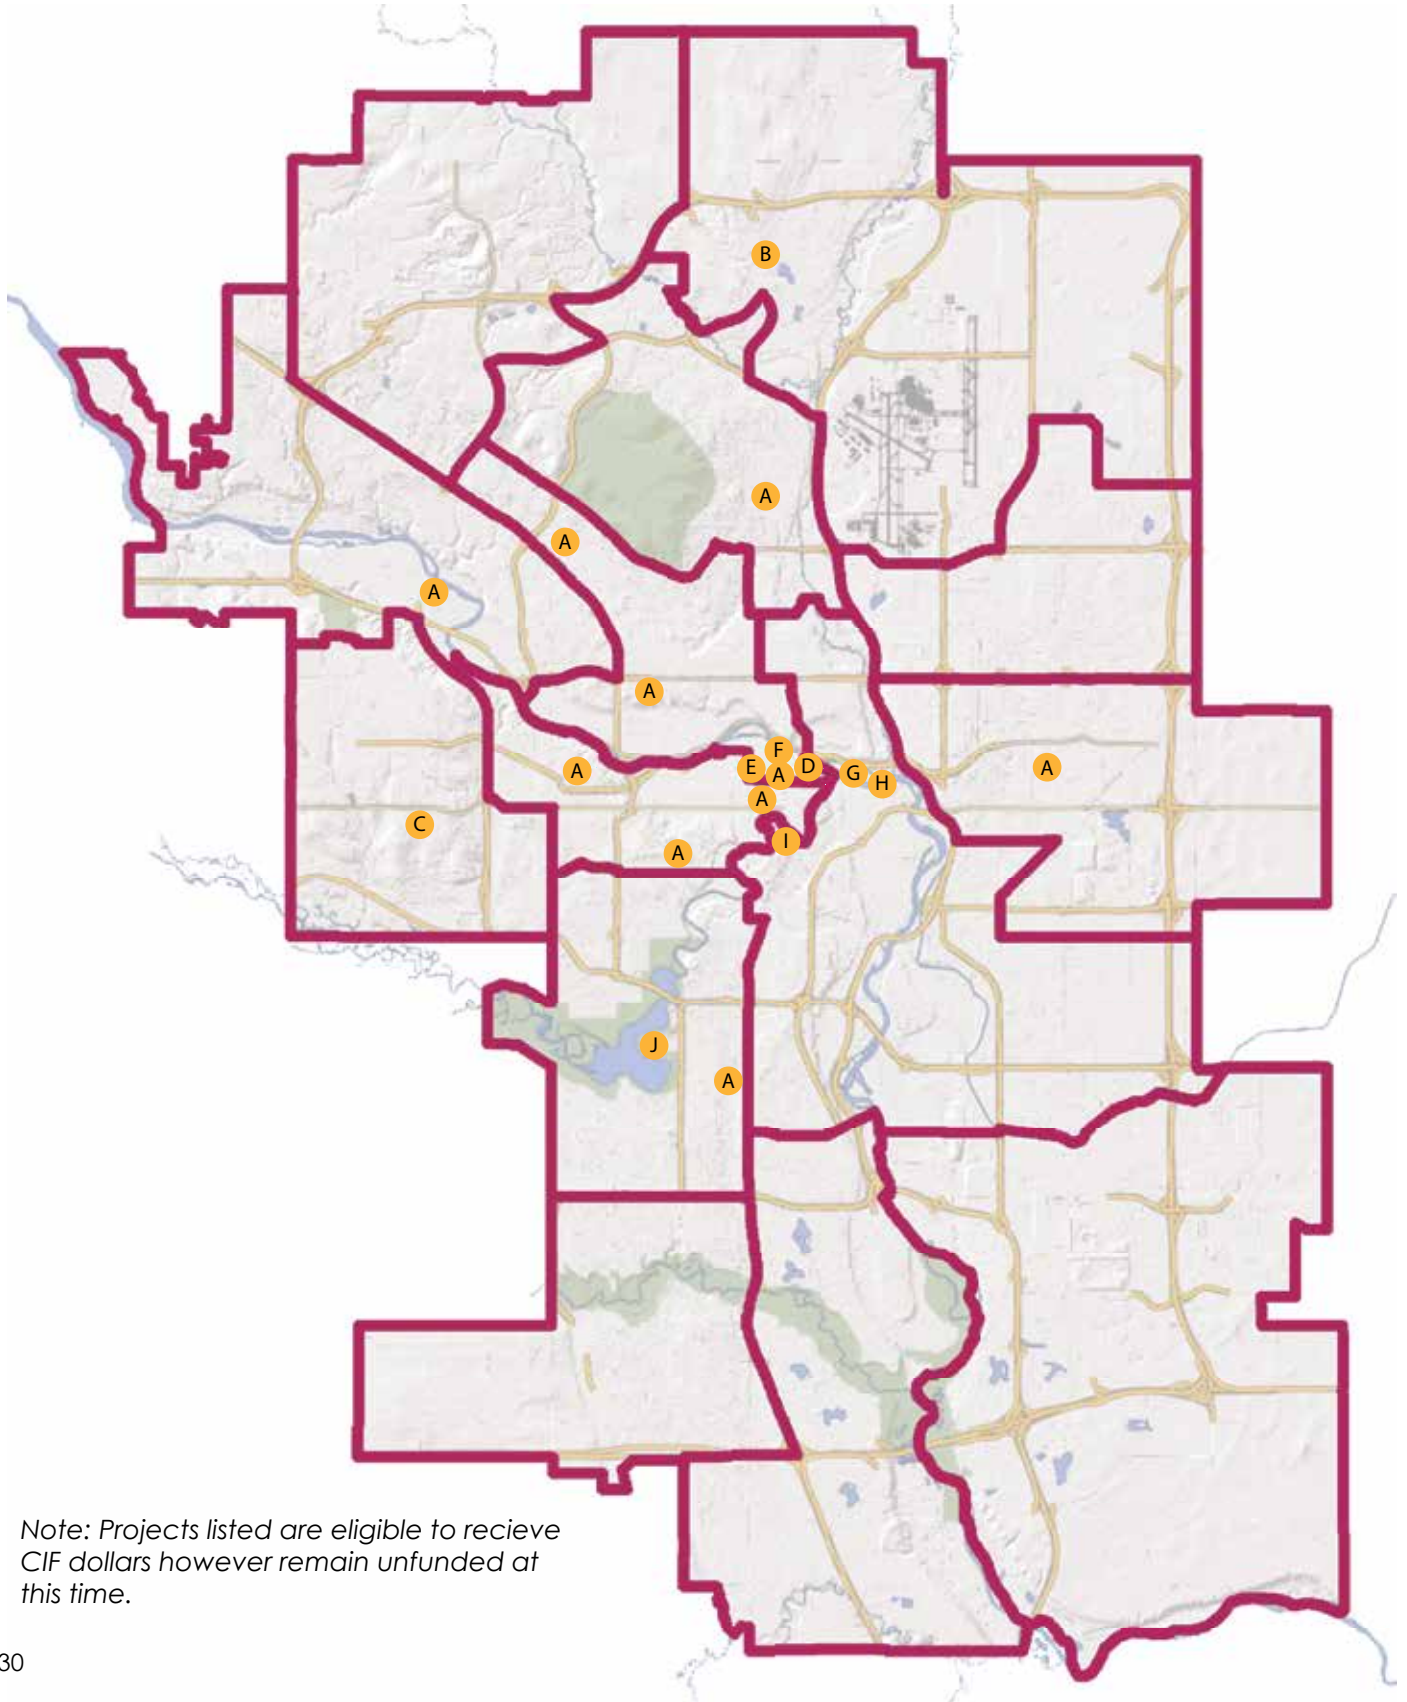 B
A
A
A
A
F
E
A
D
G
H
A
A
A
C
A
I
J
A
Note: Projects listed are eligible to recieve
CIF dollars however remain unfunded at
this time.
30